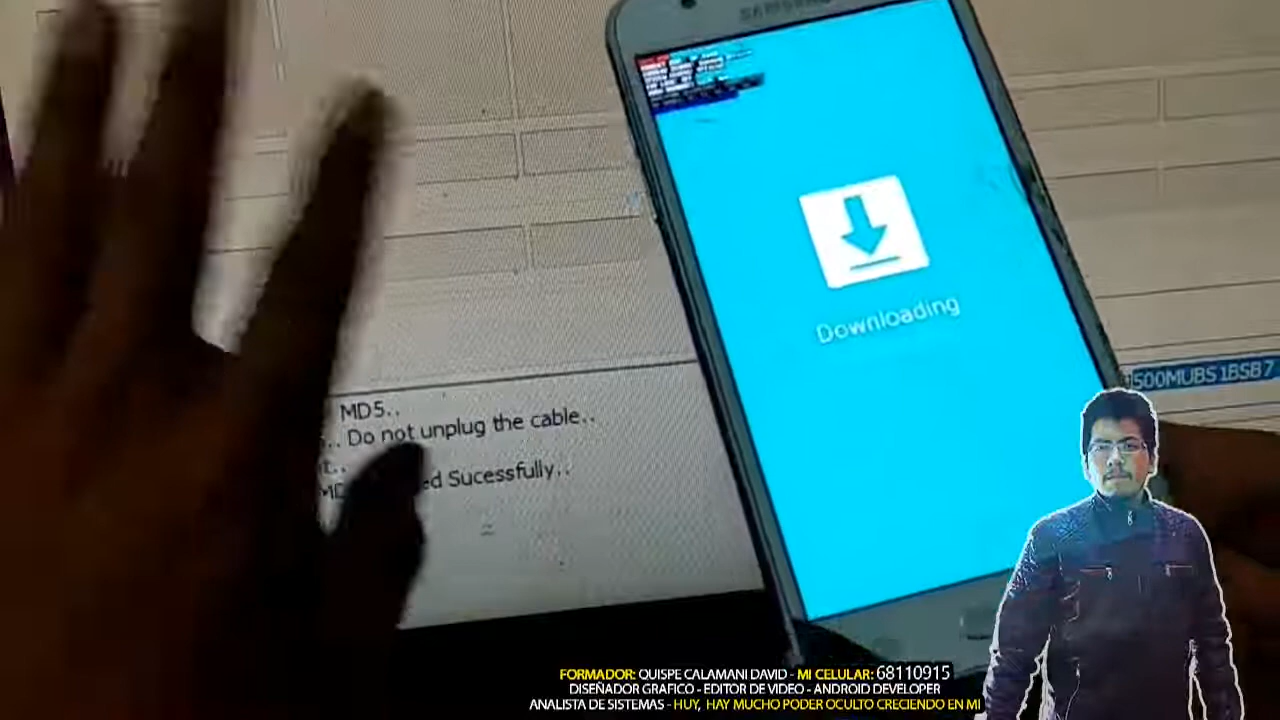 SAMSUNG
Downloading
500MUBS1BSB7
MD5..
.. Do not unplug the cable..
t..
ed Sucessfully..
FORMADOR: QUISPE CALAMANI DAVID - MI CELULAR: 68110915
DISEÑADOR GRAFICO - EDITOR DE VIDEO - ANDROID DEVELOPER
ANALISTA DE SISTEMAS - HUY, HAY MUCHO PODER OCULTO CRECIENDO EN MI